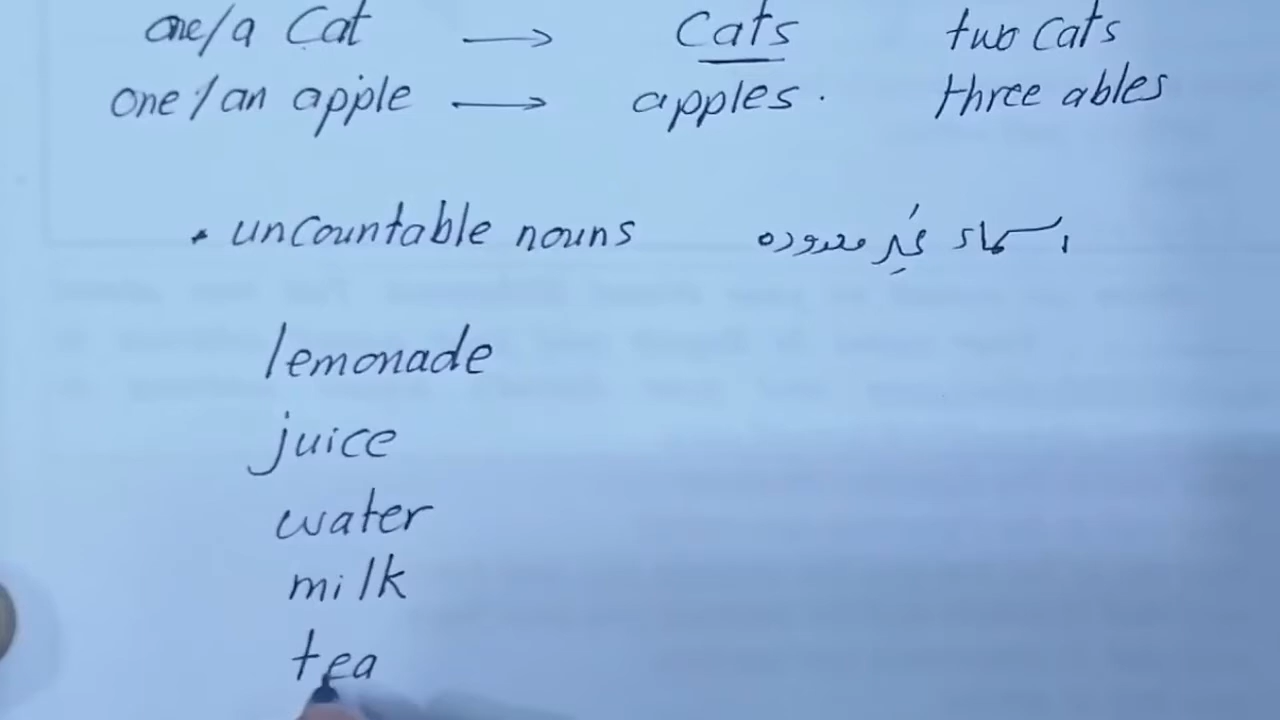 one/a Cat → Cats two cats
one/an apple → apples. three ables
• uncountable nouns اسماء غير معدوده
lemonade
juice
water
milk
tea